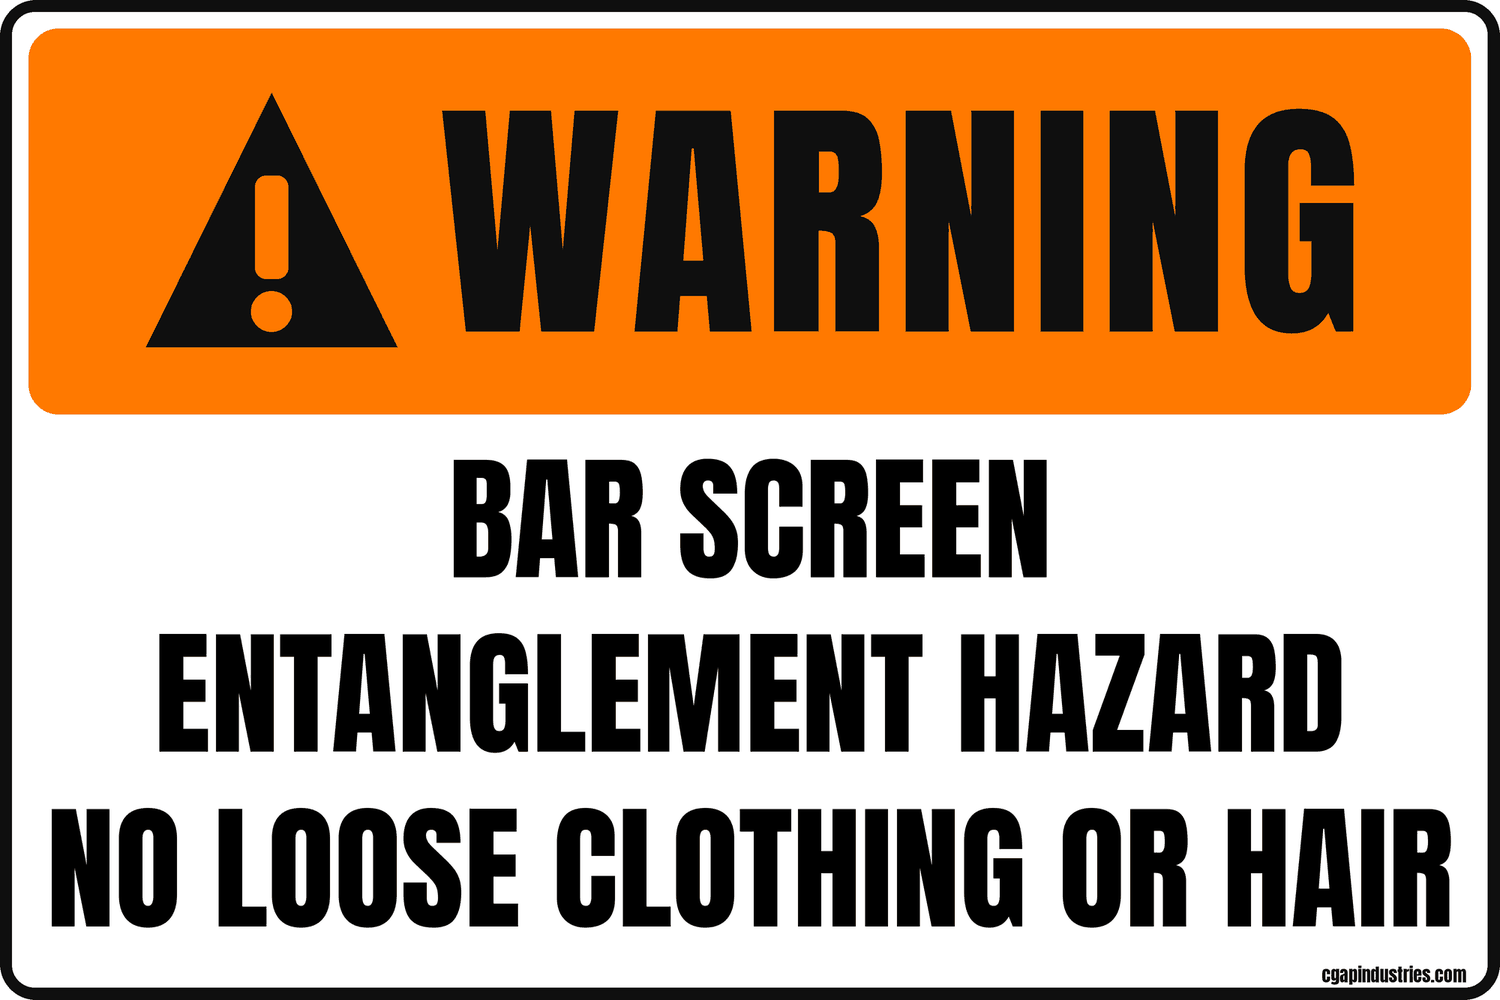 WARNING
BAR SCREEN
ENTANGLEMENT HAZARD
NO LOOSE CLOTHING OR HAIR
cgapindustries.com